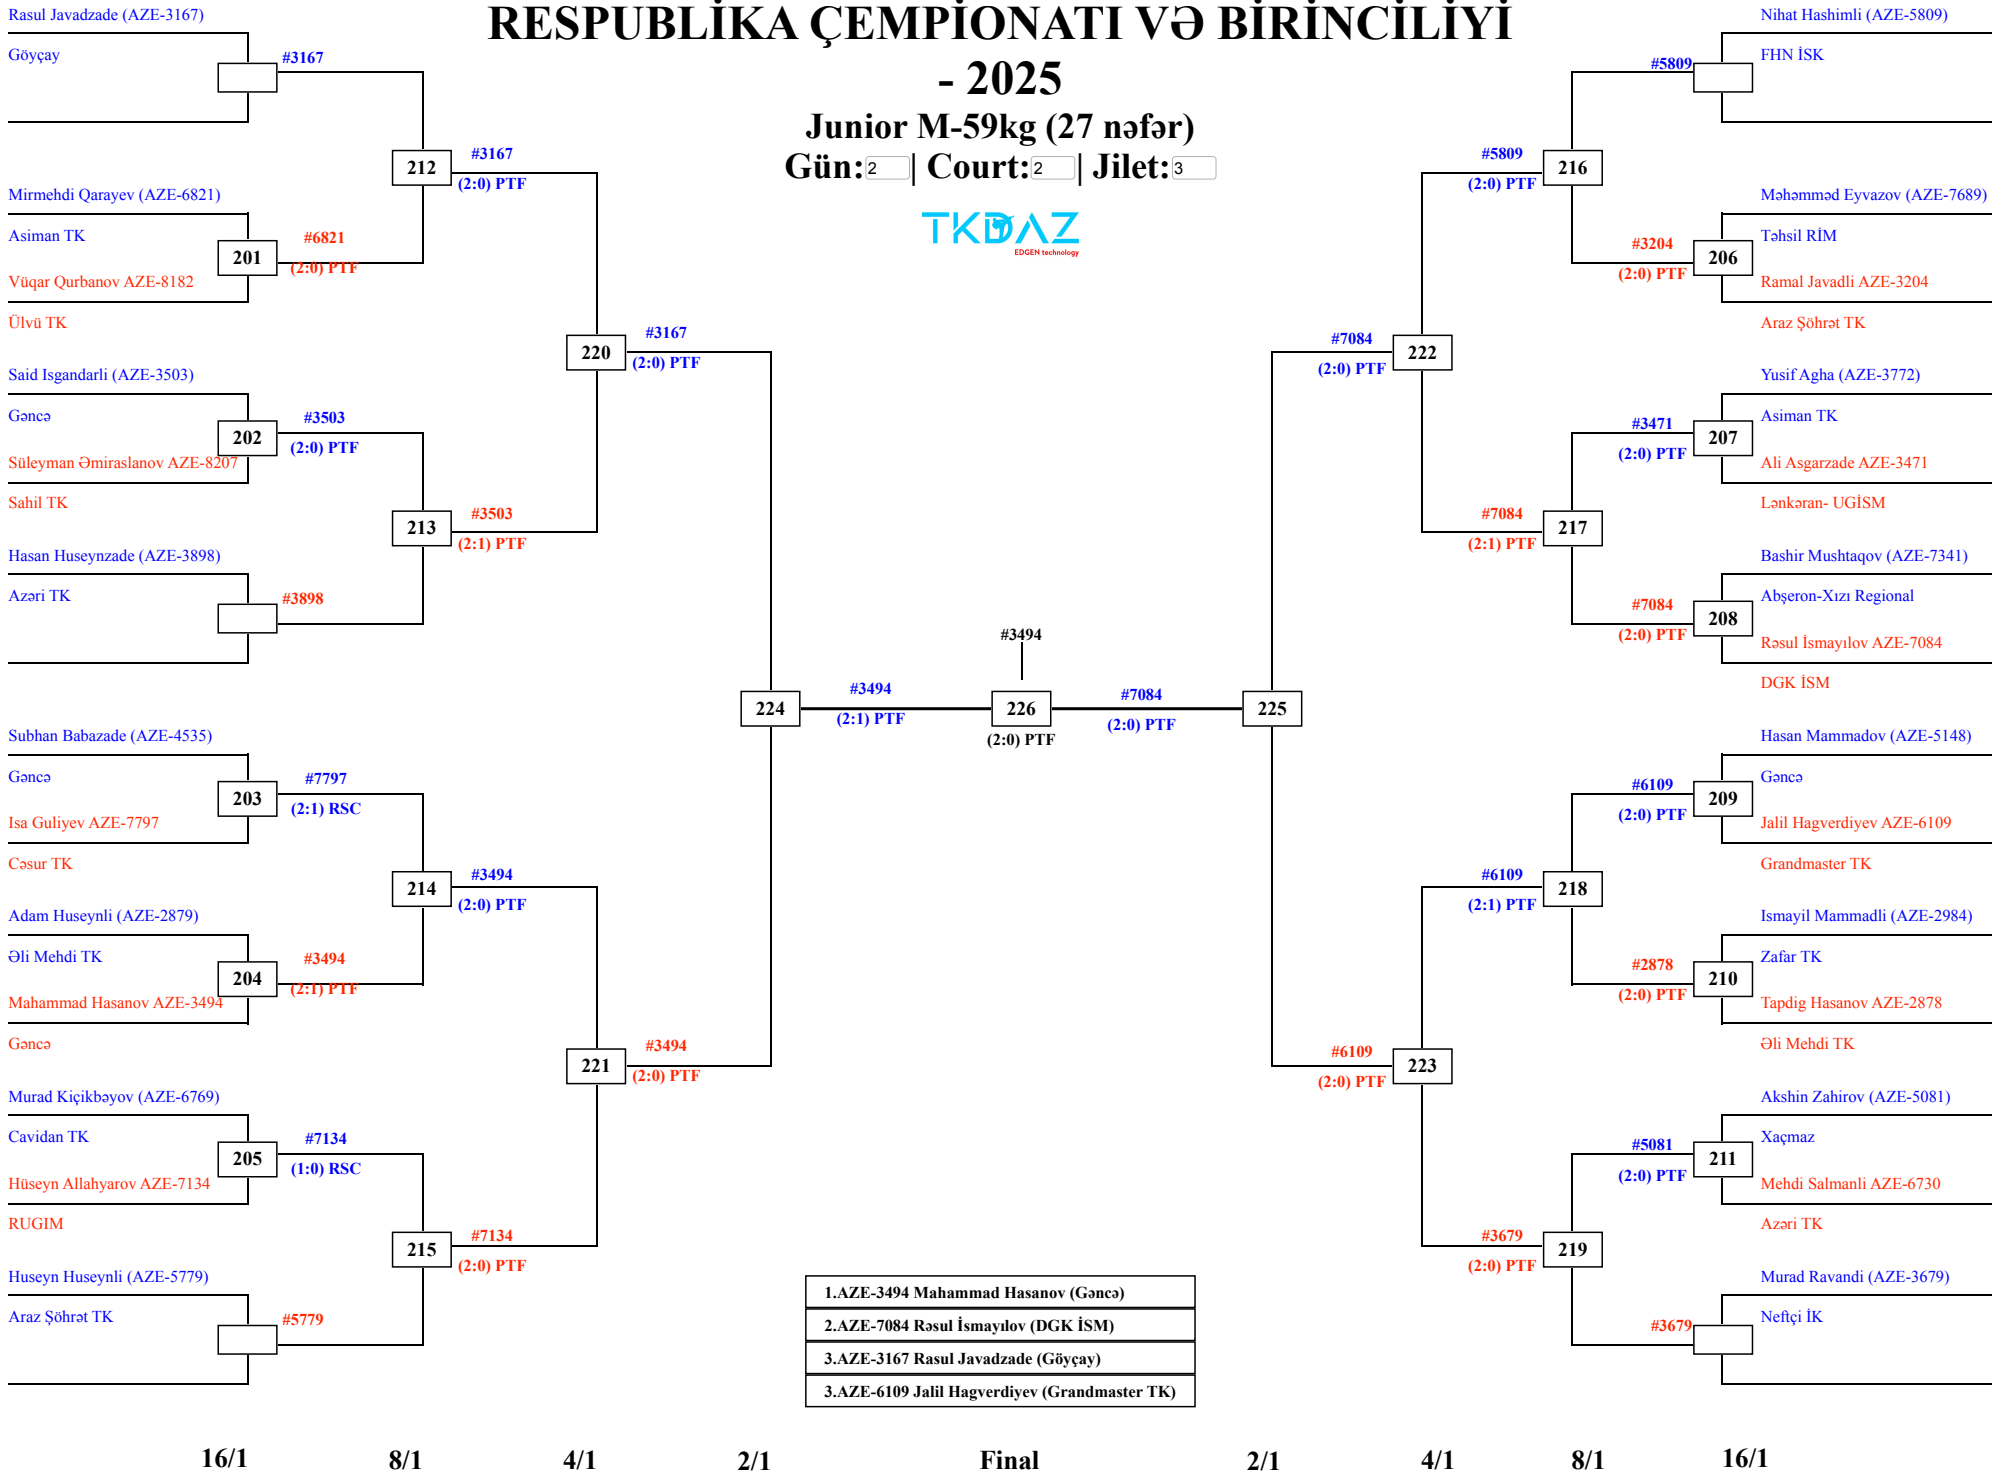 RESPUBLİKA ÇEMPİONATI VƏ BİRİNCİLİYİ
- 2025
Junior M-59kg (27 nəfər)
Gün: 2 | Court: 2 | Jilet: 3
TKDAZ
EDGEN technology
Rasul Javadzade (AZE-3167)
Göyçay
#3167
Mirmehdi Qarayev (AZE-6821)
Asiman TK
201
#6821
(2:0) PTF
Vüqar Qurbanov AZE-8182
Ülvü TK
212
#3167
(2:0) PTF
Said Isgandarli (AZE-3503)
Gəncə
202
#3503
(2:0) PTF
Süleyman Əmiraslanov AZE-8207
Sahil TK
213
#3503
(2:1) PTF
Hasan Huseynzade (AZE-3898)
Azəri TK
#3898
220
#3167
(2:0) PTF
Subhan Babazade (AZE-4535)
Gəncə
203
#7797
(2:1) RSC
Isa Guliyev AZE-7797
Cəsur TK
214
#3494
(2:0) PTF
Adam Huseynli (AZE-2879)
Əli Mehdi TK
204
#3494
(2:1) PTF
Mahammad Hasanov AZE-3494
Gəncə
221
#3494
(2:0) PTF
Murad Kiçikbəyov (AZE-6769)
Cavidan TK
205
#7134
(1:0) RSC
Hüseyn Allahyarov AZE-7134
RUGIM
215
#7134
(2:0) PTF
Huseyn Huseynli (AZE-5779)
Araz Şöhrət TK
#5779
224
#3494
(2:1) PTF
#3494
226
(2:0) PTF
#7084
(2:0) PTF
225
Nihat Hashimli (AZE-5809)
FHN İSK
#5809
216
#5809
(2:0) PTF
Məhəmməd Eyvazov (AZE-7689)
Təhsil RİM
206
#3204
(2:0) PTF
Ramal Javadli AZE-3204
Araz Şöhrət TK
222
#7084
(2:0) PTF
Yusif Agha (AZE-3772)
Asiman TK
207
#3471
(2:0) PTF
Ali Asgarzade AZE-3471
Lənkəran- UGİSM
217
#7084
(2:1) PTF
Bashir Mushtaqov (AZE-7341)
Abşeron-Xızı Regional
208
#7084
(2:0) PTF
Rəsul İsmayılov AZE-7084
DGK İSM
Hasan Mammadov (AZE-5148)
Gəncə
209
#6109
(2:0) PTF
Jalil Hagverdiyev AZE-6109
Grandmaster TK
218
#6109
(2:1) PTF
Ismayil Mammadli (AZE-2984)
Zafar TK
210
#2878
(2:0) PTF
Tapdig Hasanov AZE-2878
Əli Mehdi TK
223
#6109
(2:0) PTF
Akshin Zahirov (AZE-5081)
Xaçmaz
211
#5081
(2:0) PTF
Mehdi Salmanli AZE-6730
Azəri TK
219
#3679
(2:0) PTF
Murad Ravandi (AZE-3679)
Neftçi İK
#3679
1.AZE-3494 Mahammad Hasanov (Gəncə)
2.AZE-7084 Rəsul İsmayılov (DGK İSM)
3.AZE-3167 Rasul Javadzade (Göyçay)
3.AZE-6109 Jalil Hagverdiyev (Grandmaster TK)
16/1 8/1 4/1 2/1 Final 2/1 4/1 8/1 16/1